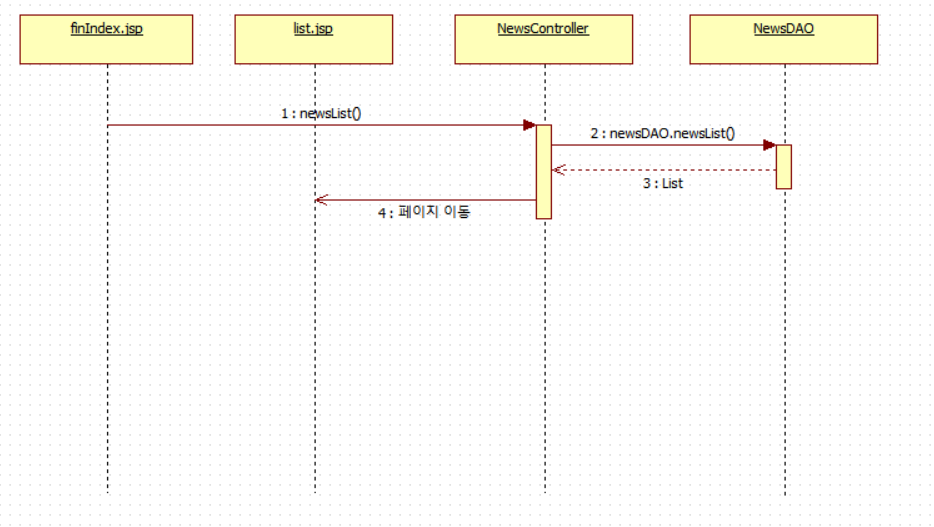 finIndex.jsp
list.jsp
NewsController
NewsDAO
1 : newsList()
2 : newsDAO.newsList()
3 : List
4 : 페이지 이동